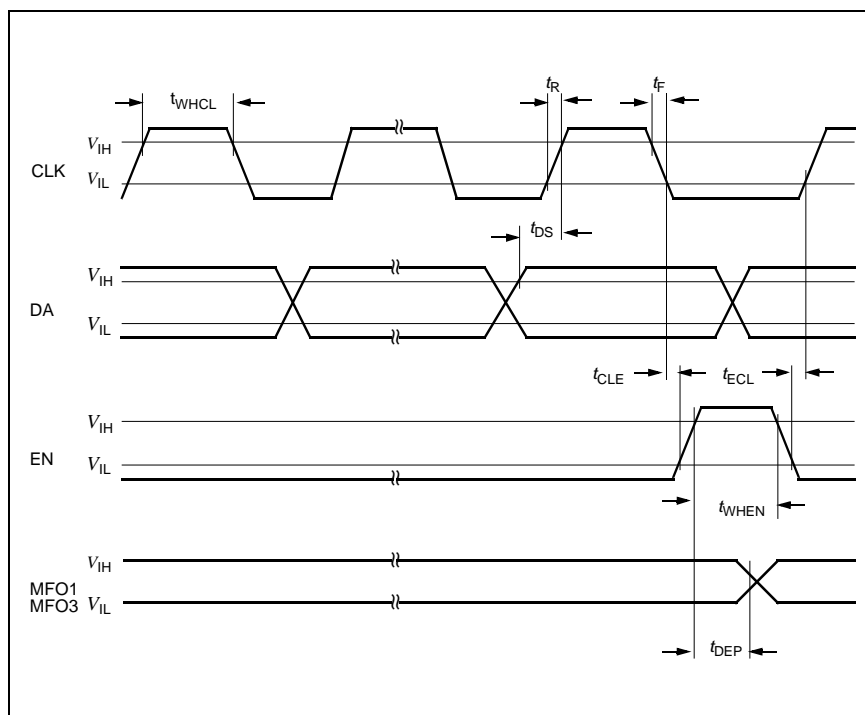 tWHCL
tR
tF
VIH
CLK
VIL
tDS
VIH
DA
VIL
tCLE
tECL
VIH
EN
VIL
tWHEN
VIH
MFO1
MFO3
VIL
tDEP